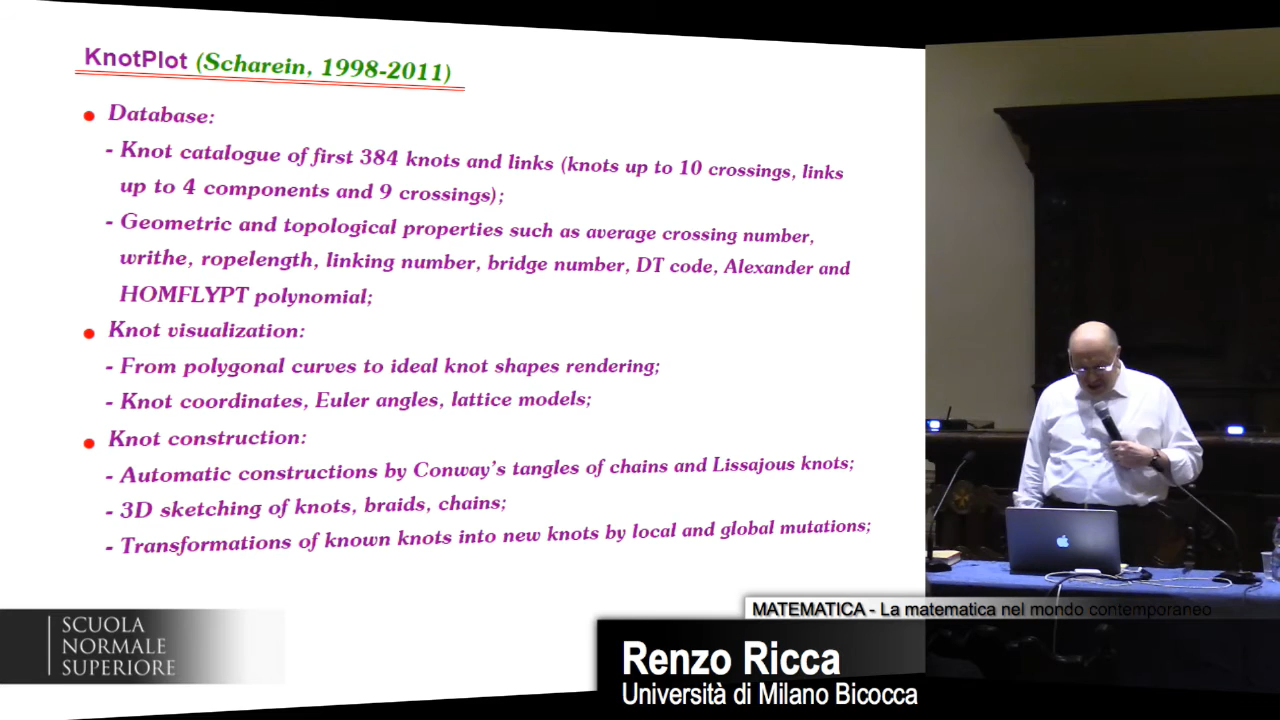 KnotPlot (Scharein, 1998-2011)
Database:
- Knot catalogue of first 384 knots and links (knots up to 10 crossings, links
up to 4 components and 9 crossings);
- Geometric and topological properties such as average crossing number,
writhe, ropelength, linking number, bridge number, DT code, Alexander and
HOMFLYPT polynomial;
Knot visualization:
- From polygonal curves to ideal knot shapes rendering;
- Knot coordinates, Euler angles, lattice models;
Knot construction:
- Automatic constructions by Conway's tangles of chains and Lissajous knots;
- 3D sketching of knots, braids, chains;
- Transformations of known knots into new knots by local and global mutations;
MATEMATICA - La matematica nel mondo contemporaneo
SCUOLA
NORMALE
SUPERIORE
Renzo Ricca
Università di Milano Bicocca